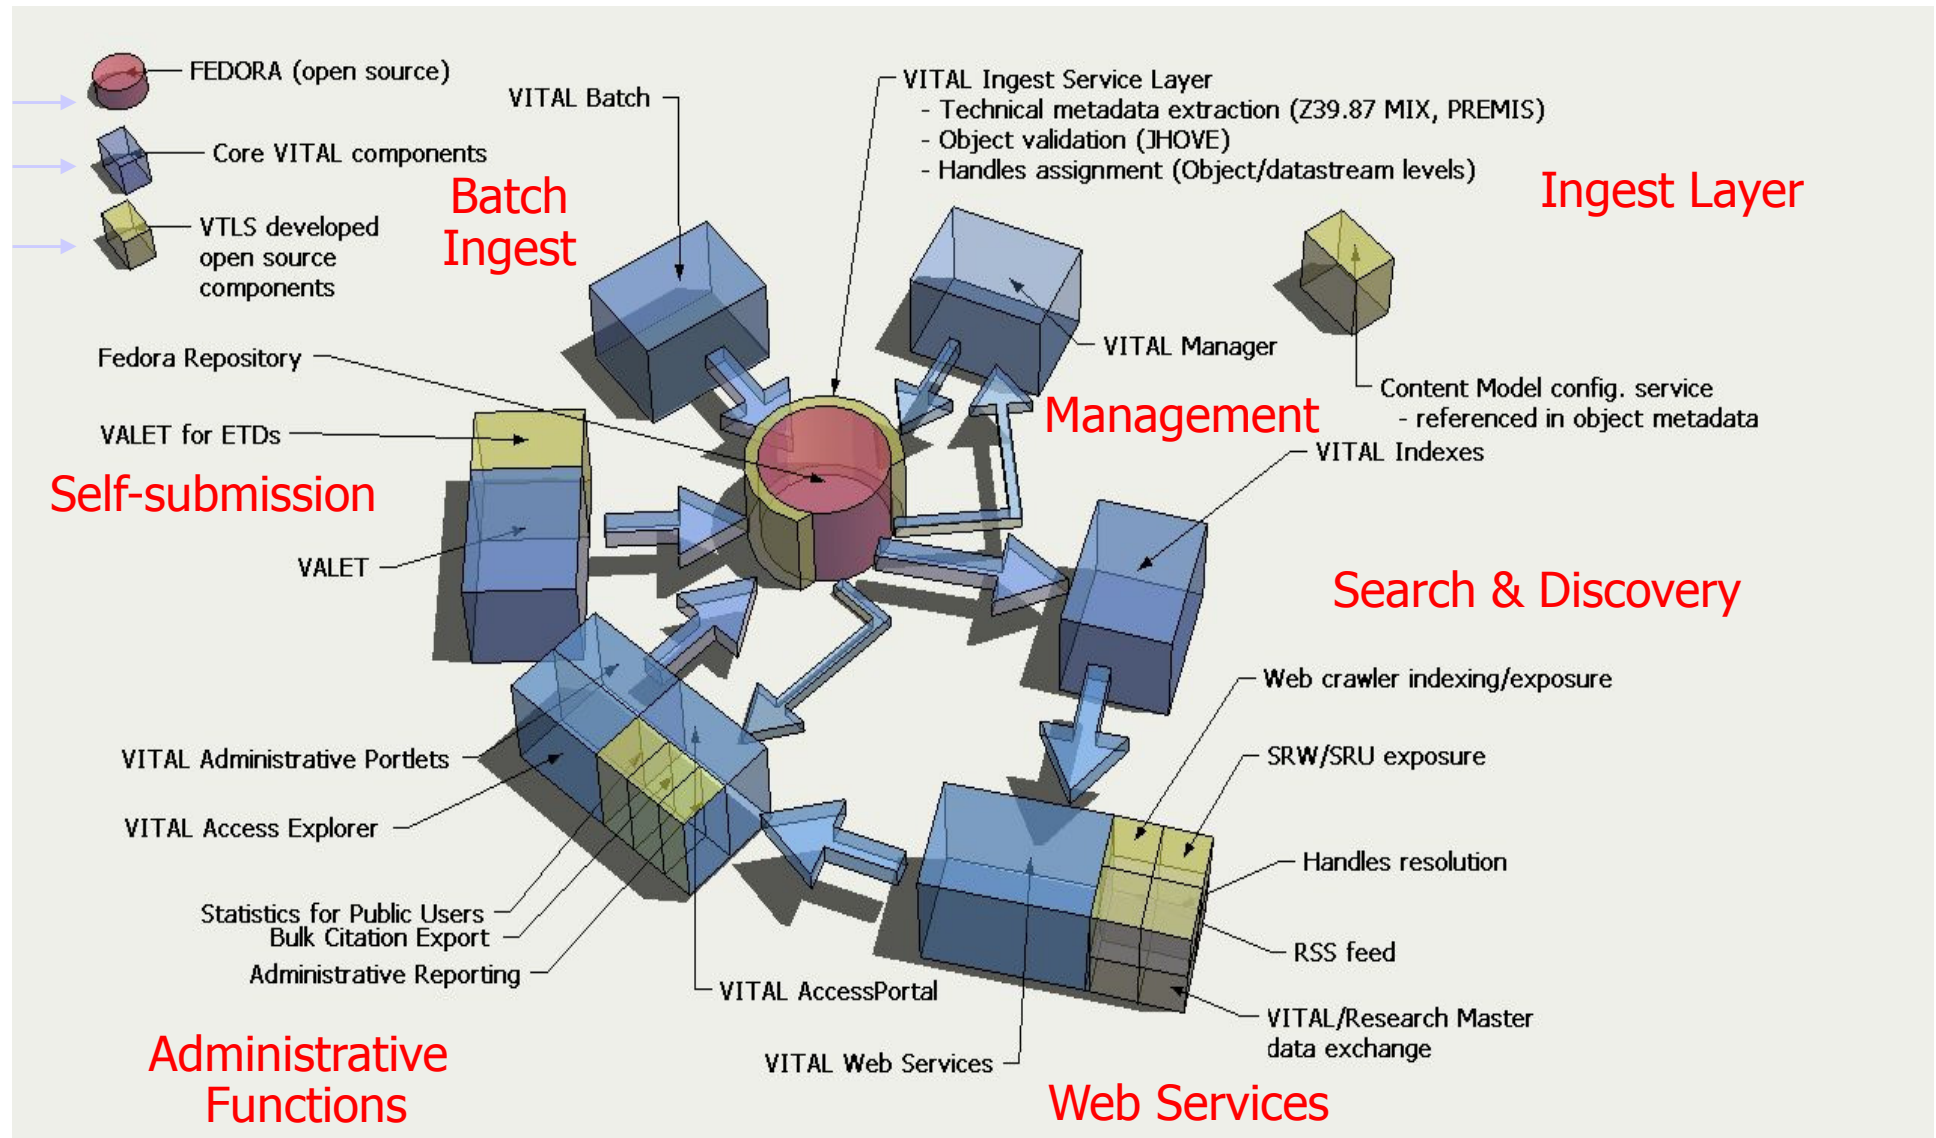 FEDORA (open source)
Core VITAL components
VTLS developed
open source
components
VITAL Batch
VITAL Ingest Service Layer
- Technical metadata extraction (Z39.87 MIX, PREMIS)
- Object validation (JHOVE)
- Handles assignment (Object/datastream levels)
Batch
Ingest
Ingest Layer
Fedora Repository
VITAL Manager
Content Model config. service
- referenced in object metadata
Management
VALET for ETDs
VITAL Indexes
Self-submission
VALET
Search & Discovery
Web crawler indexing/exposure
VITAL Administrative Portlets
SRW/SRU exposure
VITAL Access Explorer
Handles resolution
Statistics for Public Users
Bulk Citation Export
RSS feed
Administrative Reporting
VITAL AccessPortal
VITAL/Research Master
data exchange
VITAL Web Services
Administrative
Functions
Web Services